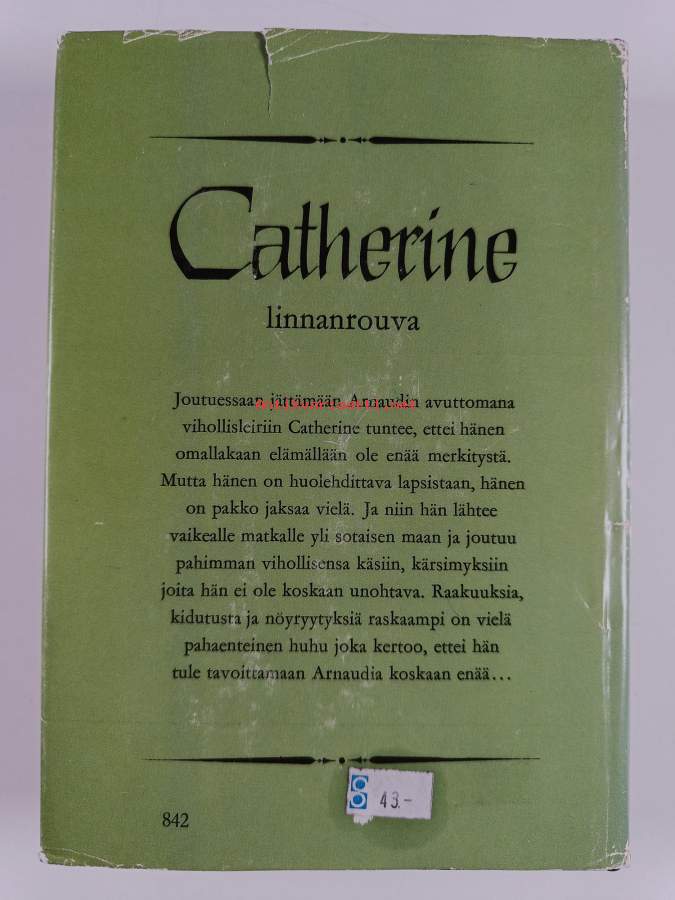 Catherine
linnanrouva
Joutuessaan jättämään Arnaudin avuttomana
vihollisleiriin Catherine tuntee, ettei hänen
omallakaan elämällään ole enää merkitystä.
Mutta hänen on huolehdittava lapsistaan, hänen
on pakko jaksaa vielä. Ja niin hän lähtee
vaikealle matkalle yli sotaisen maan ja joutuu
pahimman vihollisensa käsiin, kärsimyksiin
joita hän ei ole koskaan unohtava. Raakuuksia,
kidutusta ja nöyryytyksiä raskaampi on vielä
pahaenteinen huhu joka kertoo, ettei hän
tule tavoittamaan Arnaudia koskaan enää...
43.-
842